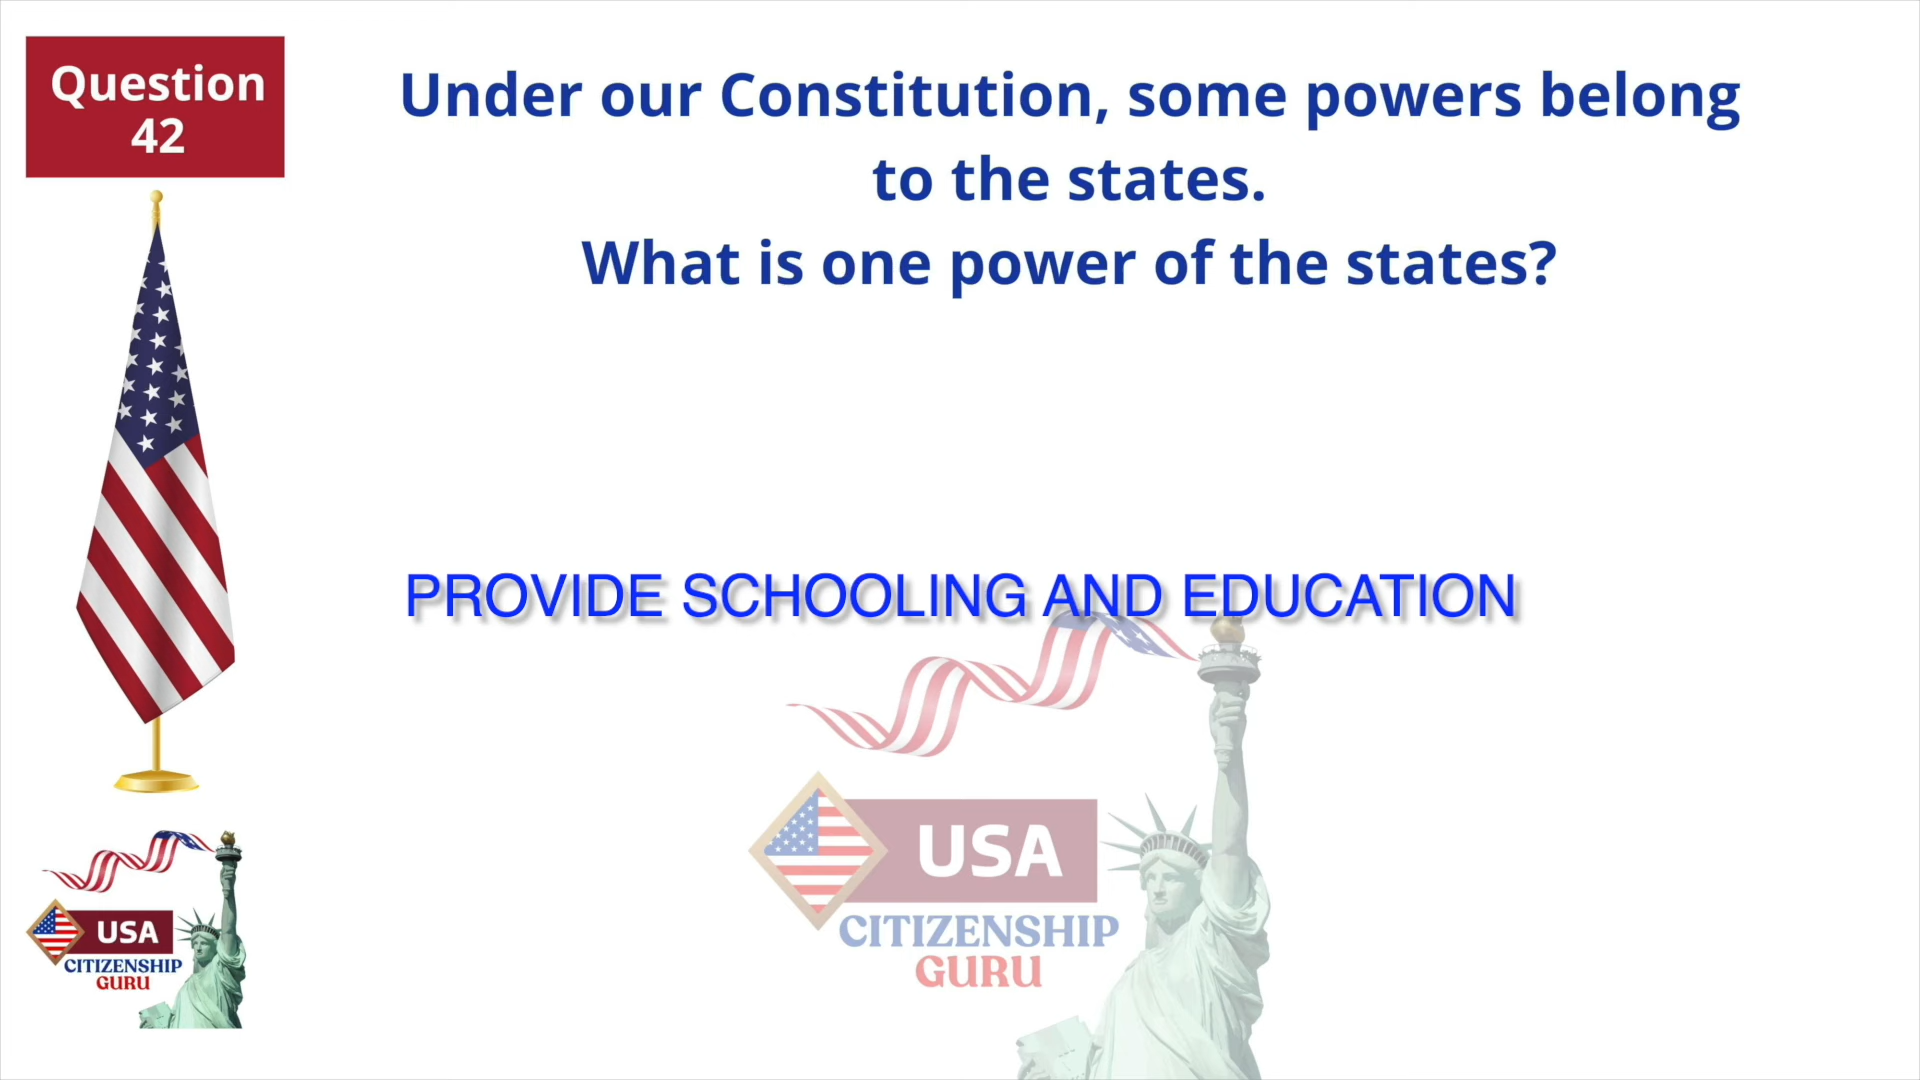 Question
42
Under our Constitution, some powers belong
to the states.
What is one power of the states?
PROVIDE SCHOOLING AND EDUCATION
USA
CITIZENSHIP
GURU
USA
CITIZENSHIP
GURU